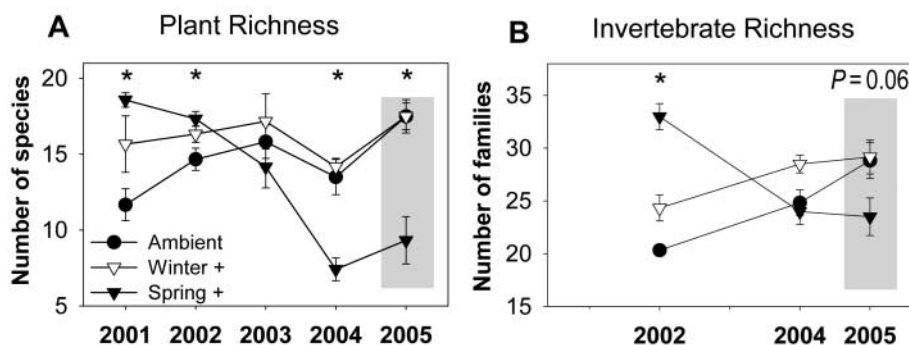 A Plant Richness
Number of species
20
15
10
5
* * * *
Ambient
Winter +
Spring +
2001 2002 2003 2004 2005
B Invertebrate Richness
Number of families
35
30
25
20
15
* P = 0.06
2002 2004 2005